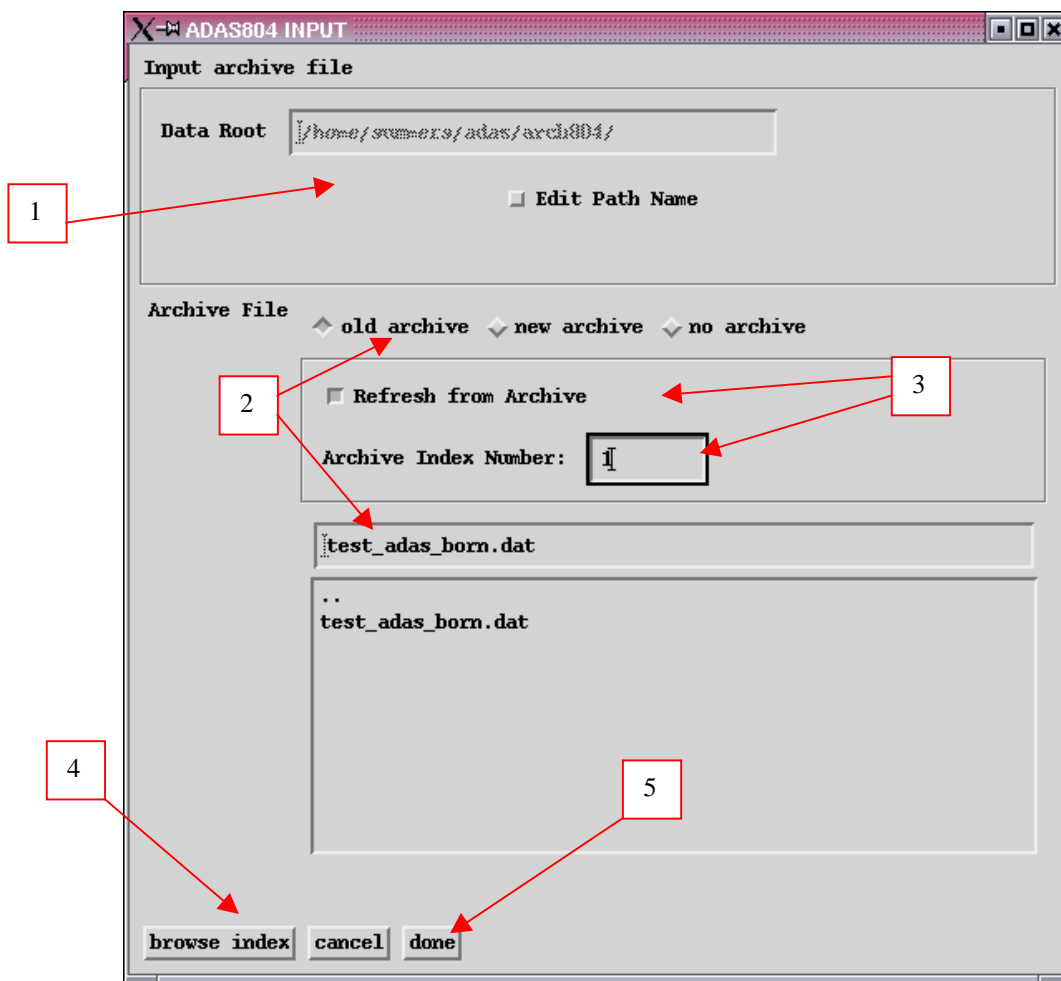 ADAS804 INPUT
Input archive file
Data Root /home/summers/adas/arch804/
1
Edit Path Name
Archive File
old archive new archive no archive
2
Refresh from Archive
3
Archive Index Number: 1
test_adas_born.dat
..
test_adas_born.dat
4
5
browse index cancel done